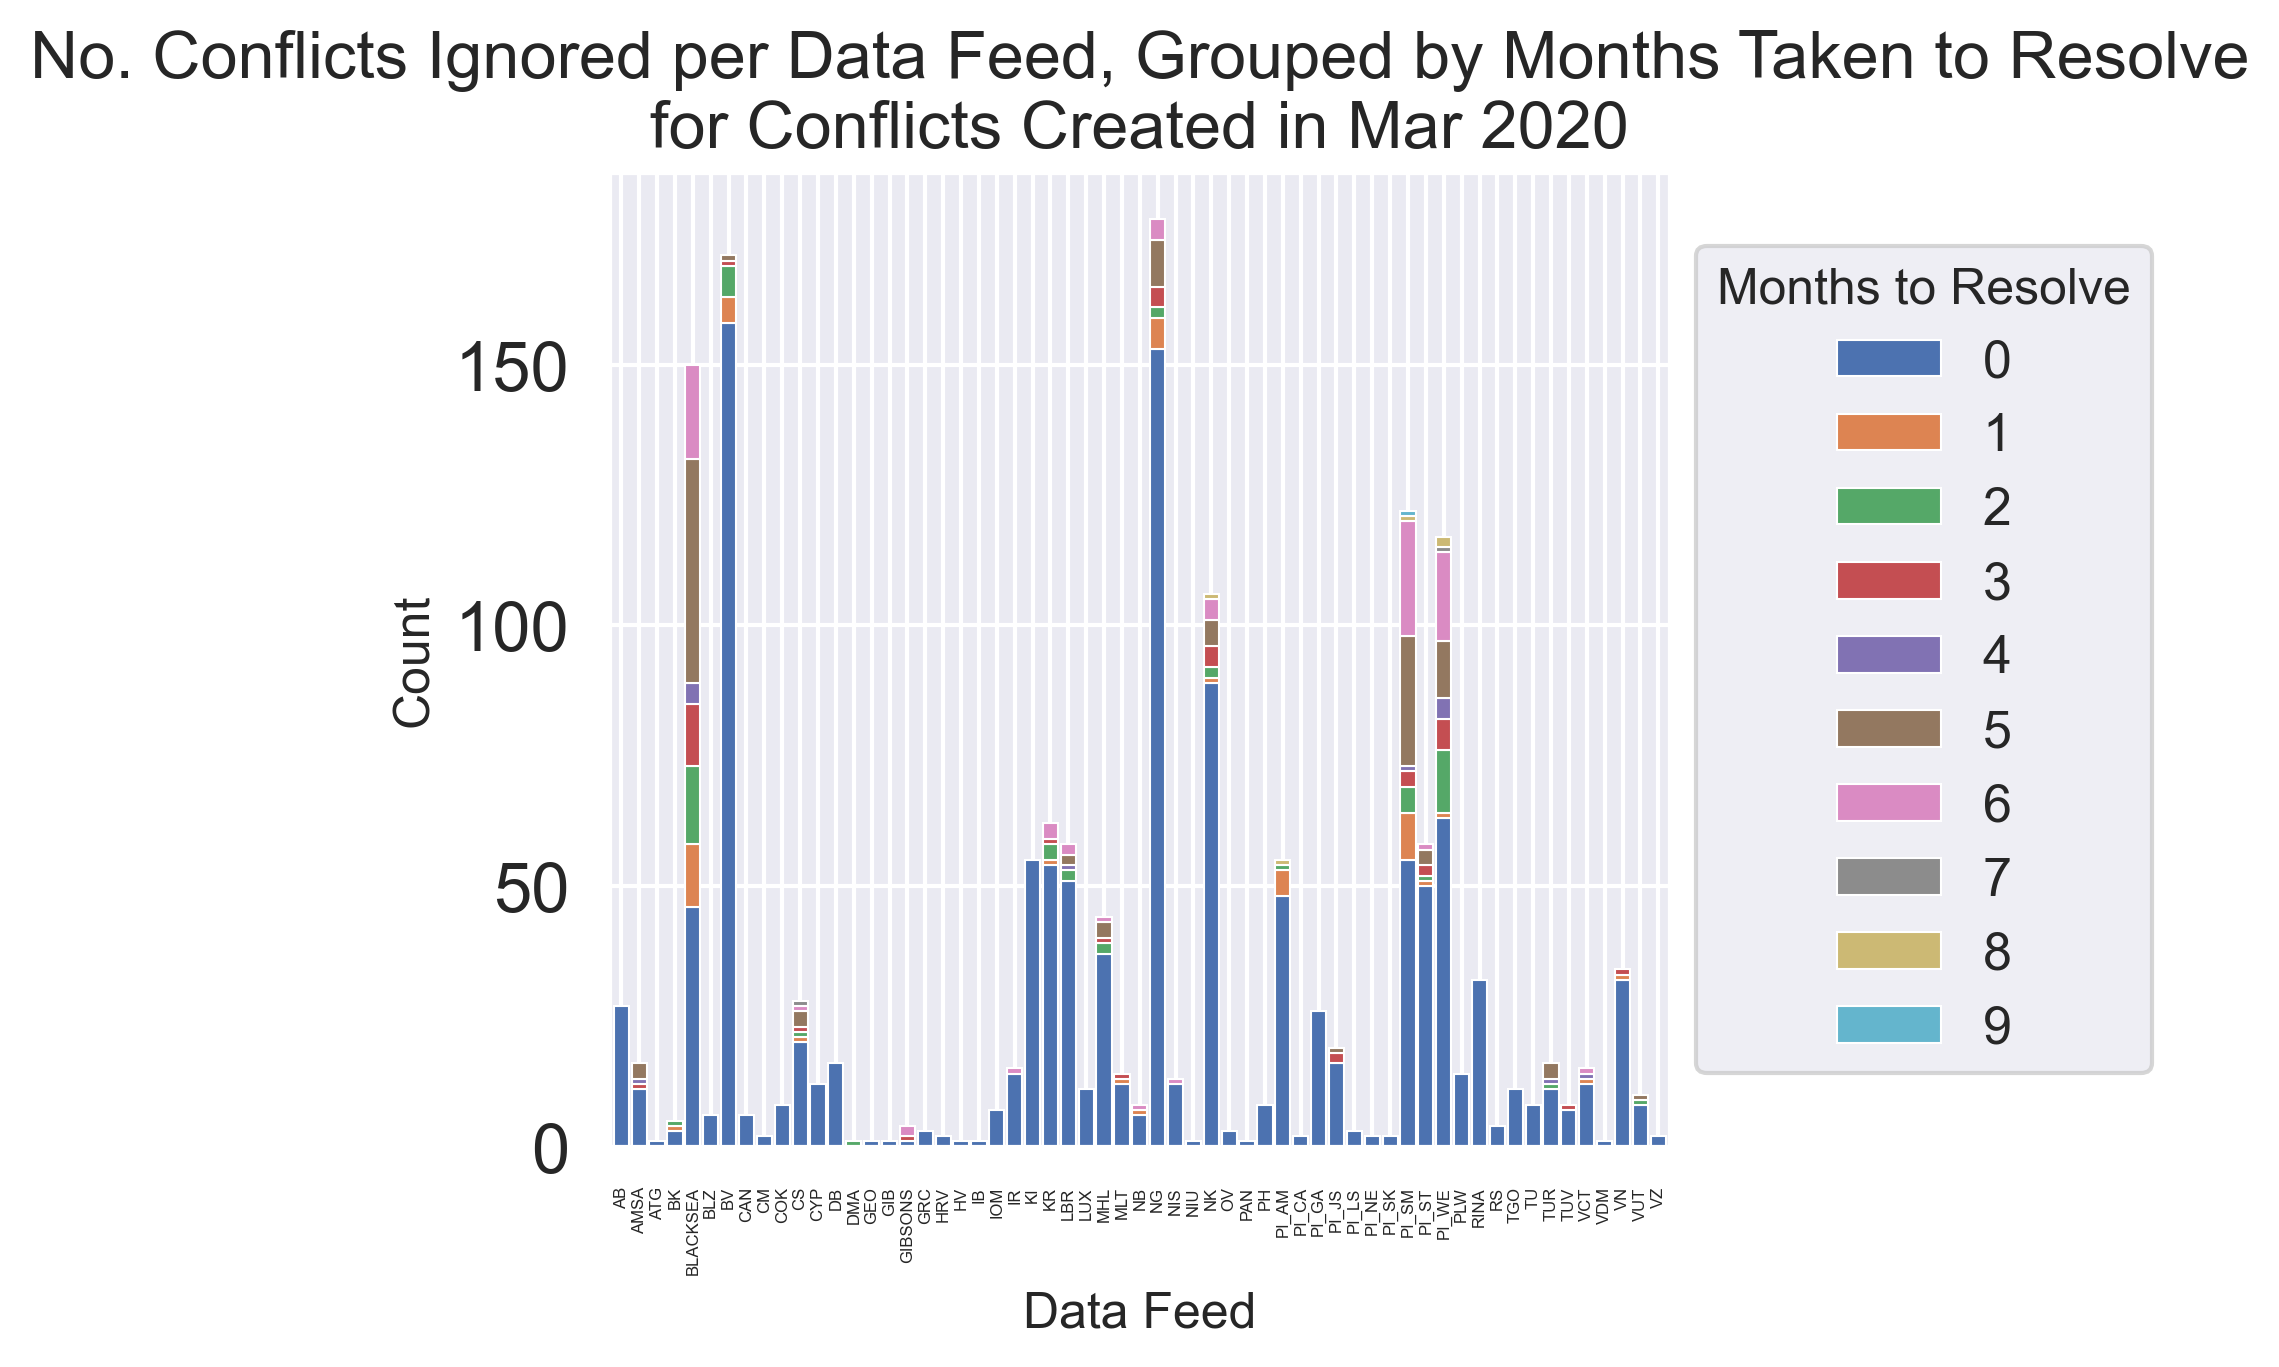 No. Conflicts Ignored per Data Feed, Grouped by Months Taken to Resolve
for Conflicts Created in Mar 2020
150
100
50
0
Count
AB
AMSA
ATG
BK
BLACKSEA
BLZ
BV
CAN
CM
COK
CS
CYP
DB
DMA
GEO
GIB
GIBSONS
GRC
HRV
HV
IB
IOM
IR
KI
KR
LBR
LUX
MHL
MLT
NB
NG
NIS
NIU
NK
OV
PAN
PH
PI_AM
PI_CA
PI_GA
PI_JS
PI_LS
PI_NE
PI_SK
PI_SM
PI_ST
PI_WE
PLW
RINA
RS
TGO
TU
TUR
TUV
VCT
VDM
VN
VUT
VZ
Data Feed
Months to Resolve
0
1
2
3
4
5
6
7
8
9